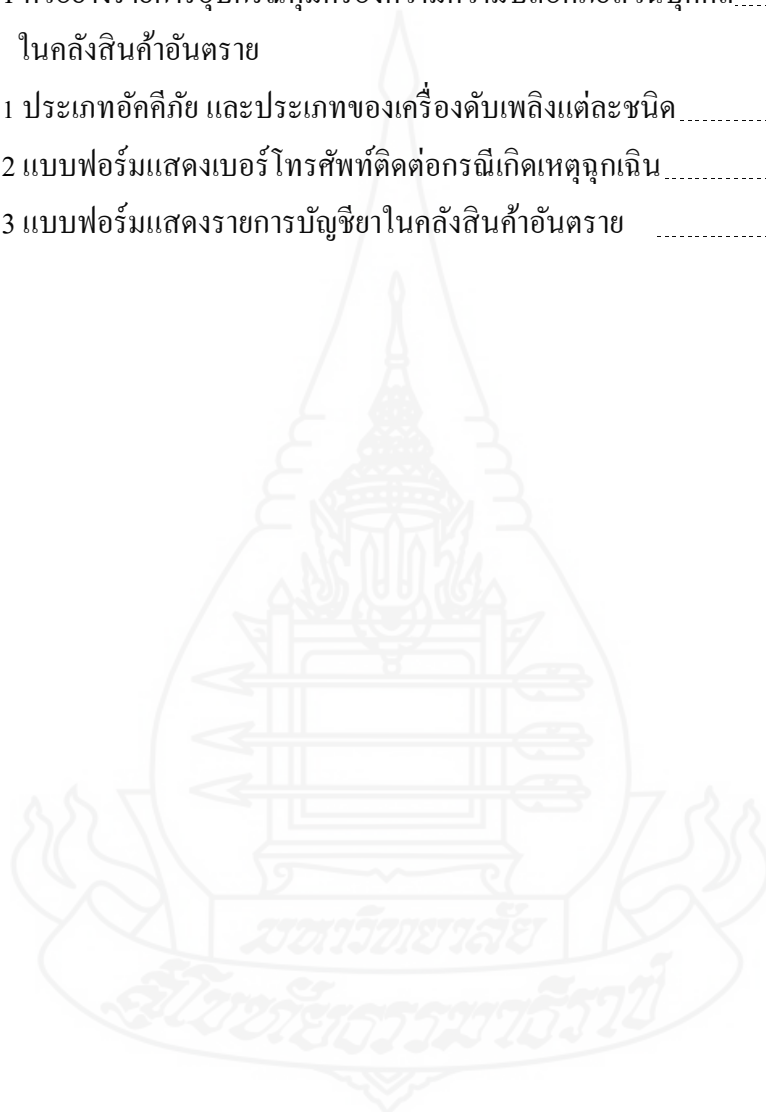 ในคลังสินค้าอันตราย
1 ประเภทอัคคีภัย และประเภทของเครื่องดับเพลิงแต่ละชนิด
2 แบบฟอร์มแสดงเบอร์โทรศัพท์ติดต่อกรณีเกิดเหตุฉุกเฉิน
3 แบบฟอร์มแสดงรายการบัญชียาในคลังสินค้าอันตราย
มหาวิทยาลัย
สุโขทัยธรรมาธิราช